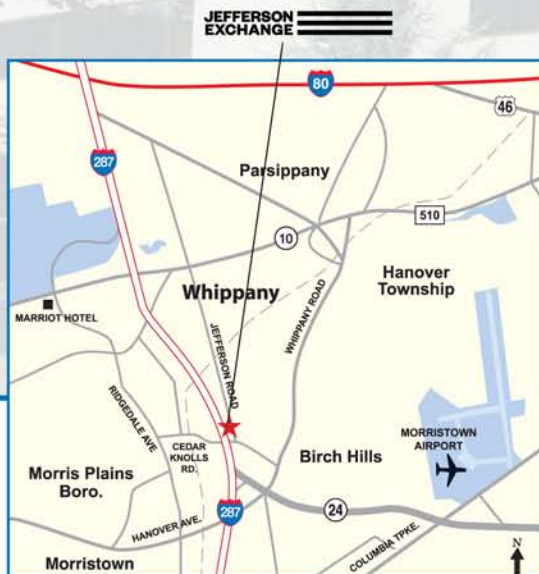 JEFFERSON
EXCHANGE
80
46
287
Parsippany
510
10
Hanover
Township
Whippany
MARRIOT HOTEL
JEFFERSON ROAD
WHIPPANY ROAD
RIDGEDALE AVE
CEDAR
KNOLLS
RD.
MORRISTOWN
AIRPORT
Birch Hills
Morris Plains
Boro.
HANOVER AVE.
287
24
COLUMBIA TPKE.
N
Morristown